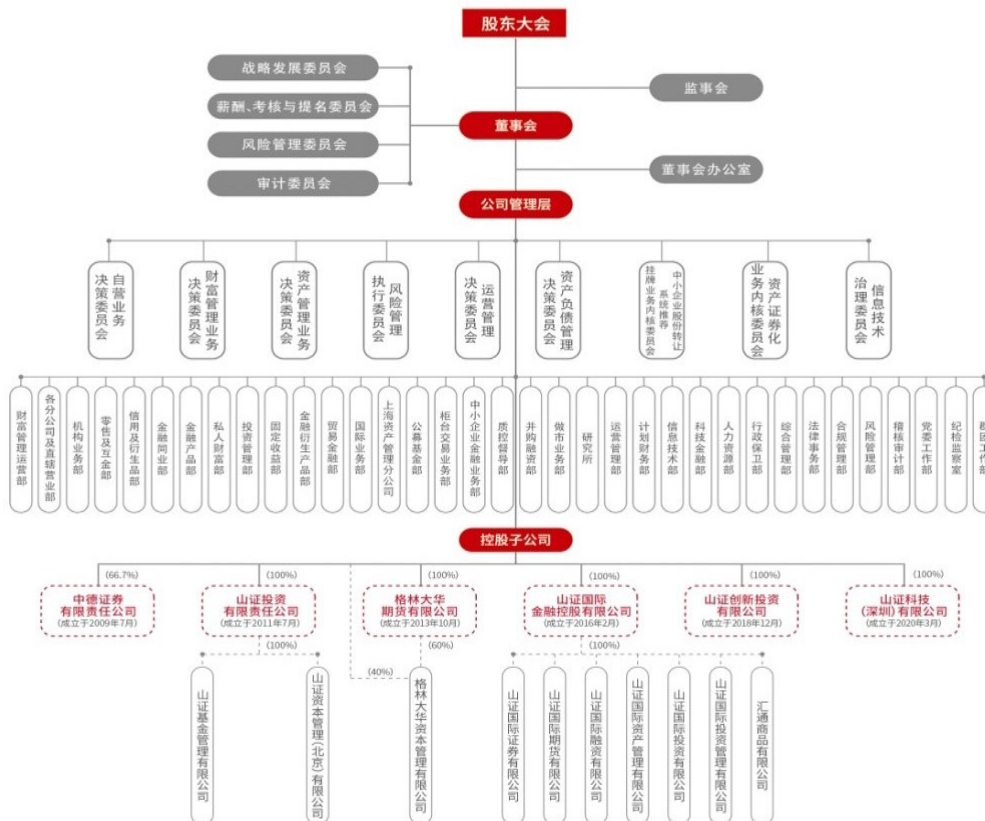 股东大会
战略发展委员会
监事会
薪酬、考核与提名委员会
董事会
风险管理委员会
董事会办公室
审计委员会
公司管理层
自营业务
决策委员会
财富管理业务
决策委员会
资产管理业务
决策委员会
风险管理
执行委员会
运营管理
决策委员会
资产负债管理
决策委员会
中小企业股份转让
系统推荐
挂牌业务内核委员会
资产证券化
业务内核委员会
信息技术
治理委员会
财富管理运营部
各分公司及直辖营业部
机构业务部
零售及互金部
信用及衍生品部
金融同业部
金融产品部
私人财富部
投资管理部
固定收益部
金融衍生产品部
贸易金融部
国际业务部
上海资产管理分公司
公募基金部
柜台交易业务部
中小企业金融业务部
质控督导部
并购融资部
做市业务部
研究所
运营管理部
计划财务部
信息技术部
科技金融部
人力资源部
行政保卫部
综合管理部
法律事务部
合规管理部
风险管理部
稽核审计部
党委工作部
纪检监察室
群团工作部
控股子公司
(66.7%)
(100%)
(100%)
(100%)
(100%)
(100%)
中德证券
有限责任公司
(成立于2009年7月)
山证投资
有限责任公司
(成立于2011年7月)
格林大华
期货有限公司
(成立于2013年10月)
山证国际
金融控股有限公司
(成立于2016年2月)
山证创新投资
有限公司
(成立于2018年12月)
山证科技
(深圳)有限公司
(成立于2020年3月)
(100%)
(60%)
(100%)
(40%)
山证基金管理有限公司
山证资本管理(北京)有限公司
格林大华资本管理有限公司
山证国际证券有限公司
山证国际期货有限公司
山证国际融资有限公司
山证国际资产管理有限公司
山证国际投资有限公司
山证国际投资管理有限公司
汇通商品有限公司